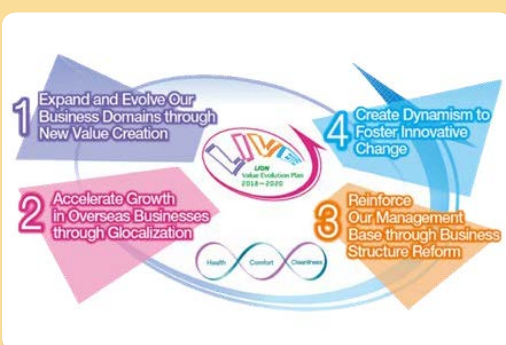 1
Expand and Evolve Our
Business Domains through
New Value Creation
2
Accelerate Growth
in Overseas Businesses
through Glocalization
LIVE
LION
Value Evolution Plan
2018−2020
4
Create Dynamism to
Foster Innovative
Change
3
Reinforce
Our Management
Base through Business
Structure Reform
Health
Comfort
Cleanliness